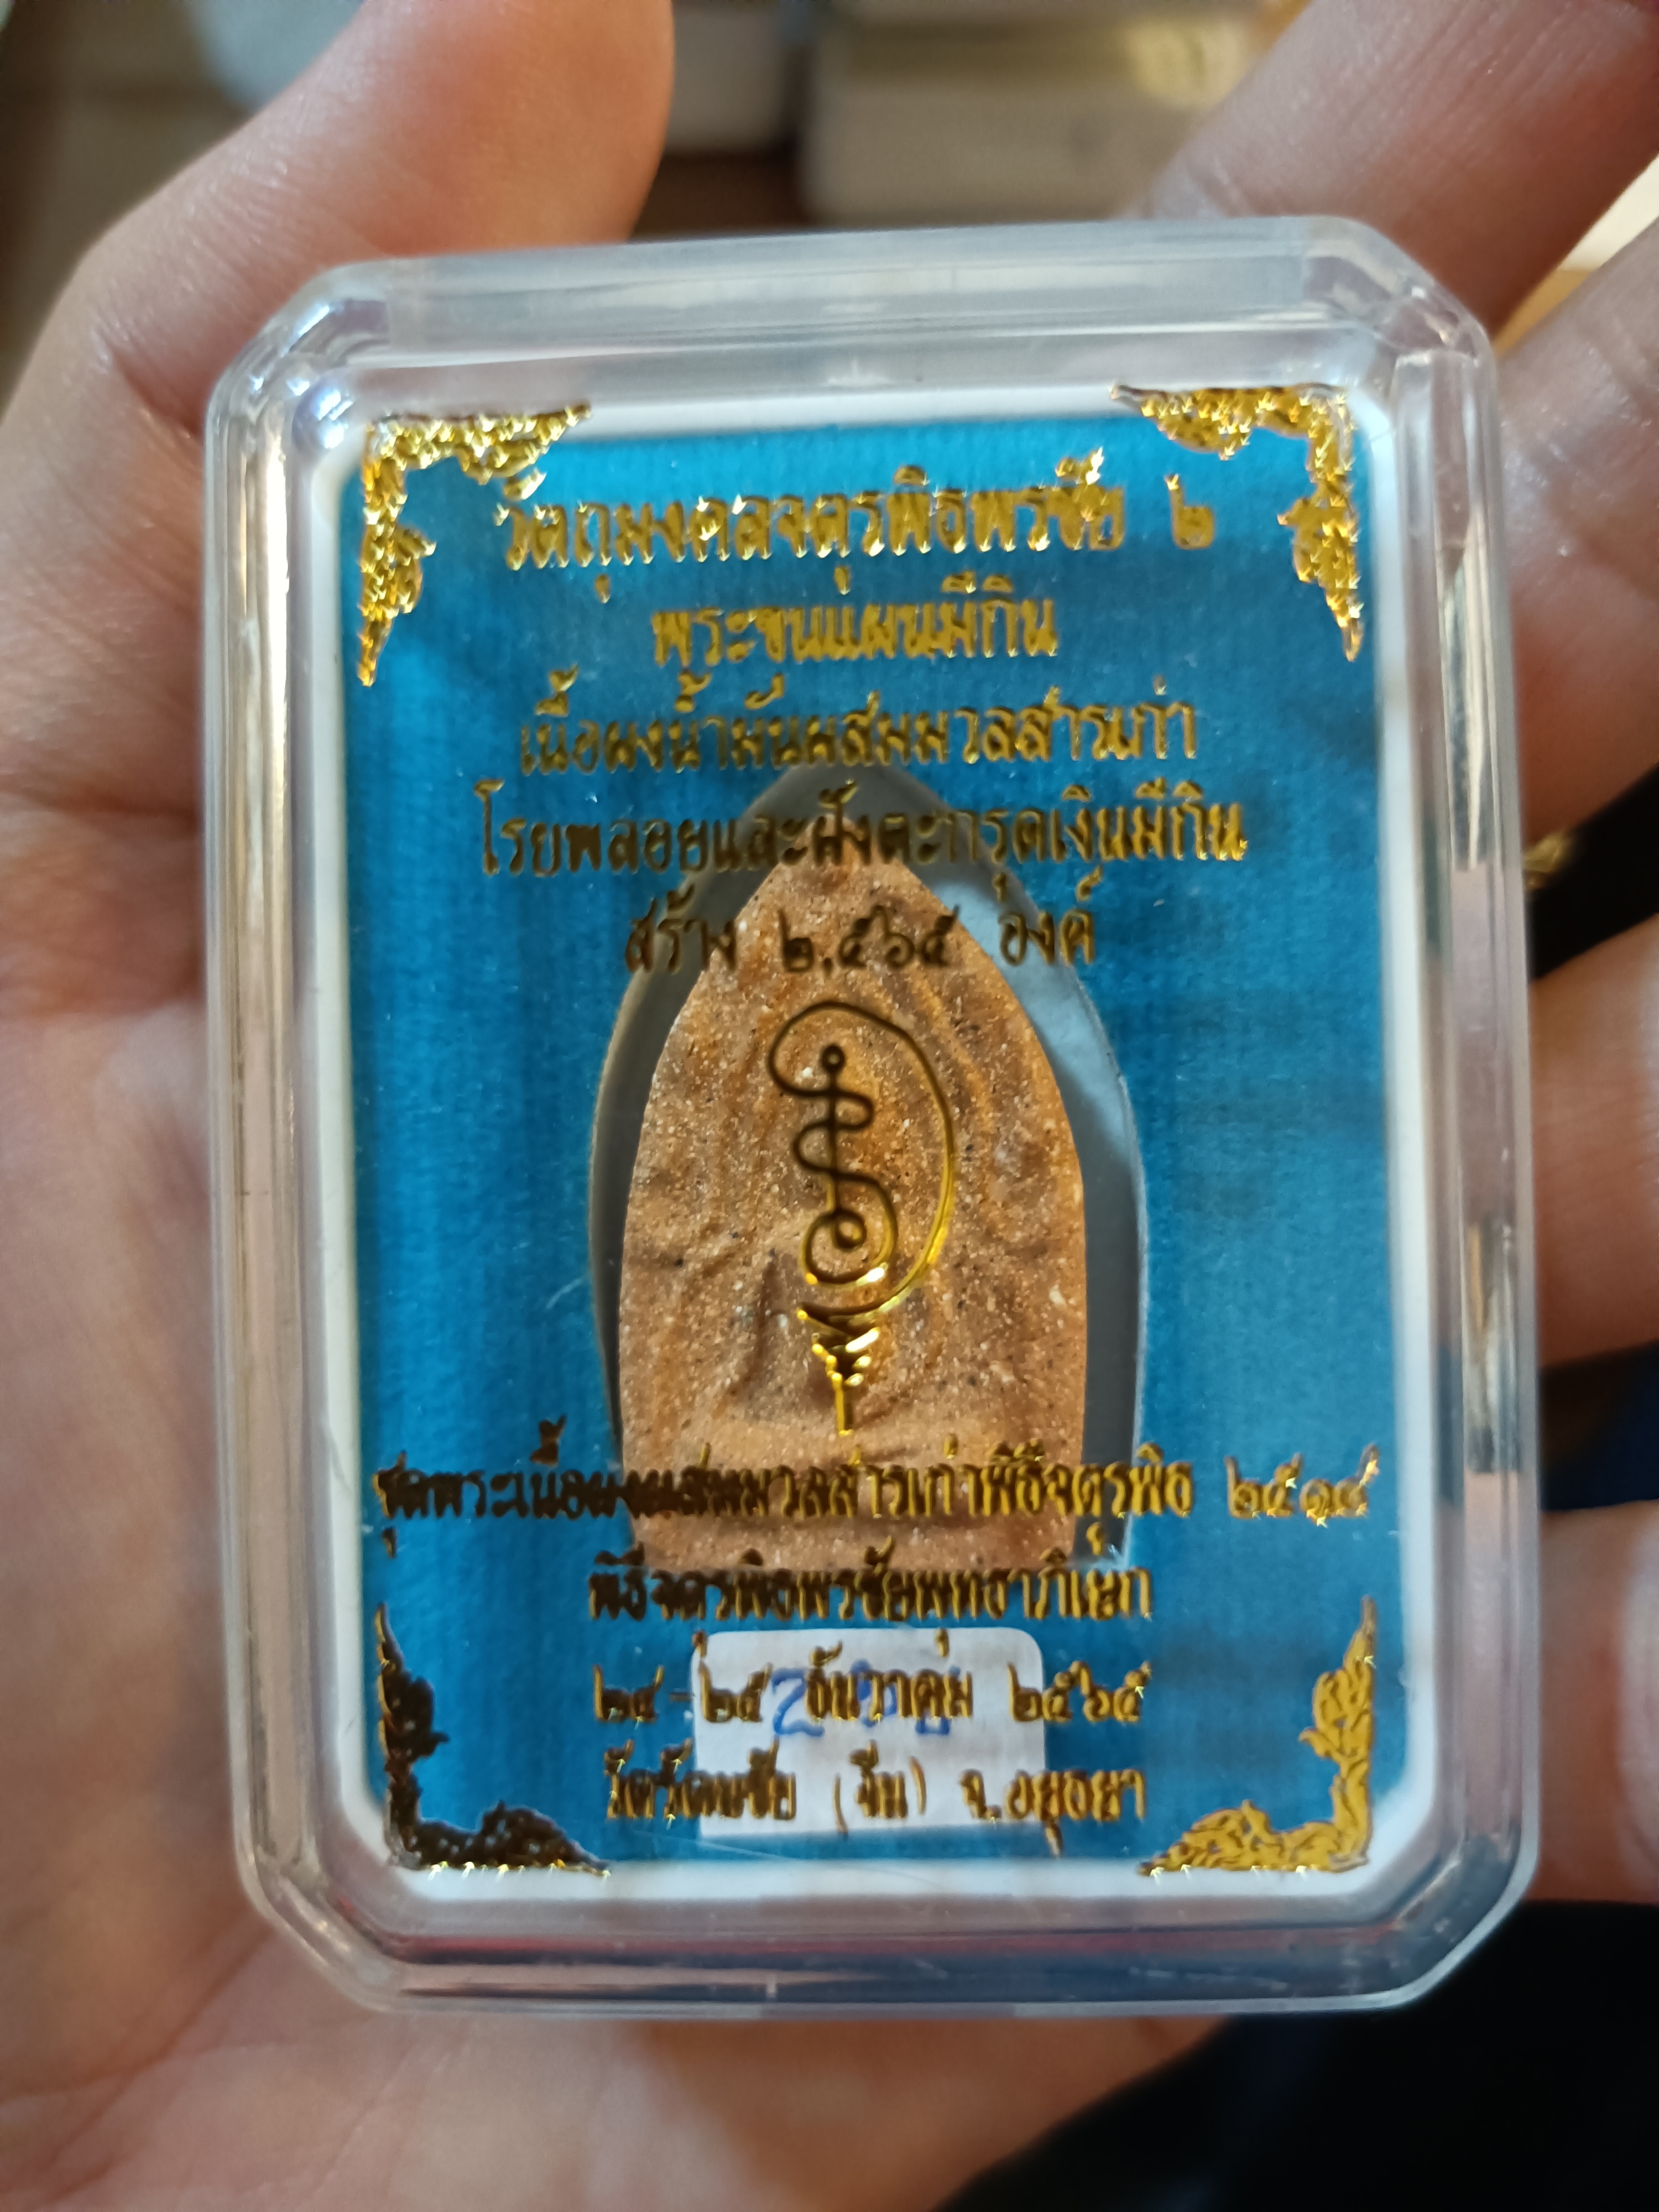 วัตถุมงคลจตุรพิธพรชัย ๒
พระขุนแผนมีกิน
เนื้อผงน้ำมันผสมมวลสารเก่า
โรยพลอยและฝังตะกรุดเงินมีกิน
สร้าง ๒,๕๖๕ องค์
ชุดพระเนื้อผงผสมมวลสารเก่าพิธีจตุรพิธ ๒๕๑๘
พิธีจตุรพิธพรชัยพุทธาภิเษก
๒๔ - ๒๕ ธันวาคม ๒๕๖๕
วัดวังคมชัย (จีน) จ.อยุธยา